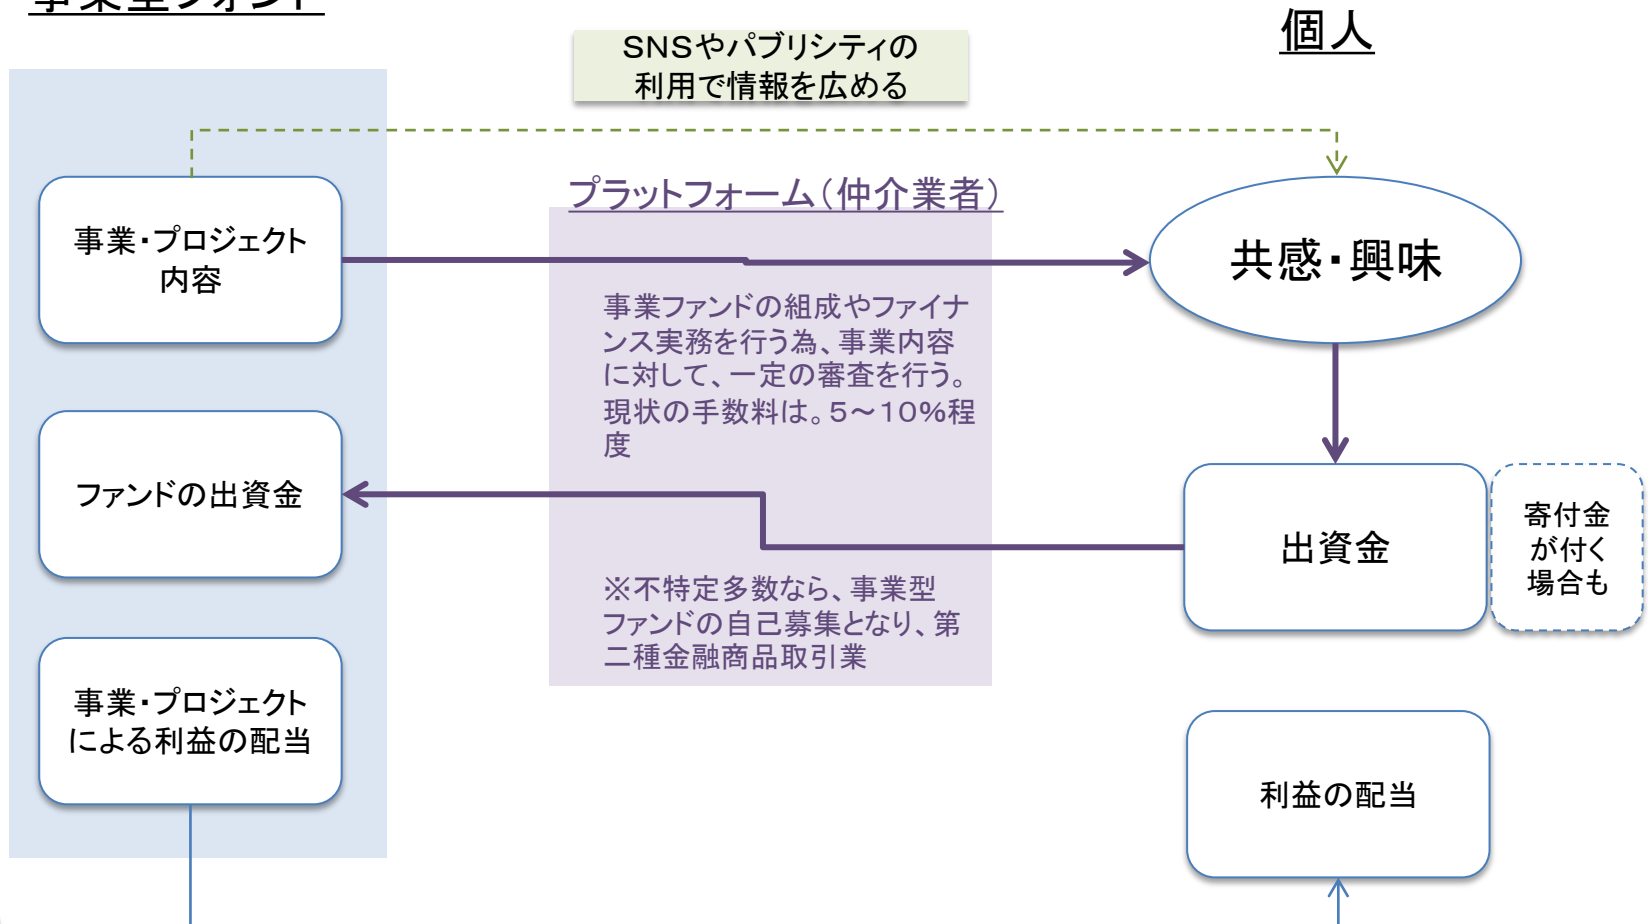 個人
SNSやパブリシティの
利用で情報を広める
プラットフォーム(仲介業者)
事業・プロジェクト
内容
共感・興味
事業ファンドの組成やファイナ
ンス実務を行う為、事業内容
に対して、一定の審査を行う。
現状の手数料は。5~10%程
度
ファンドの出資金
出資金
寄付金
が付く
場合も
※不特定多数なら、事業型
ファンドの自己募集となり、第
二種金融商品取引業
事業・プロジェクト
による利益の配当
利益の配当